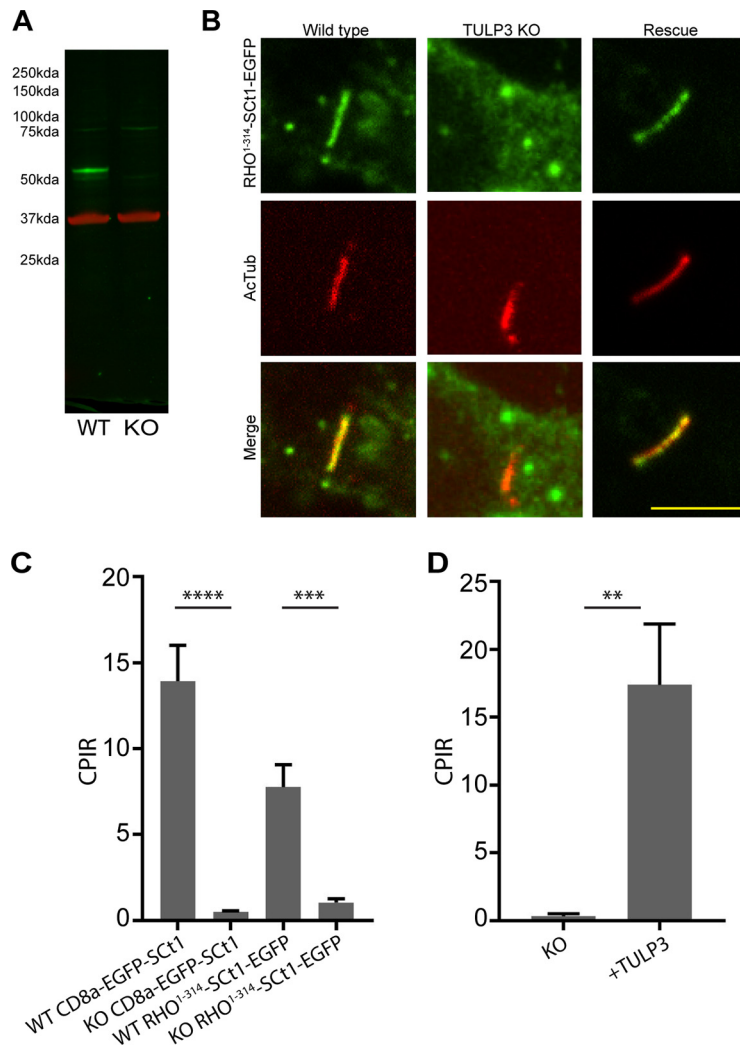 A
250kda
150kda
100kda
75kda
50kda
37kda
25kda
WT KO
B
Wild type TULP3 KO Rescue
RHO¹⁻³¹⁴-SCt1-EGFP
AcTub
Merge
C
20
15
10
5
0
CPIR
**** ***
WT CD8a-EGFP-SCt1
KO CD8a-EGFP-SCt1
WT RHO¹⁻³¹⁴-SCt1-EGFP
KO RHO¹⁻³¹⁴-SCt1-EGFP
D
25
20
15
10
5
0
CPIR
**
KO
+TULP3